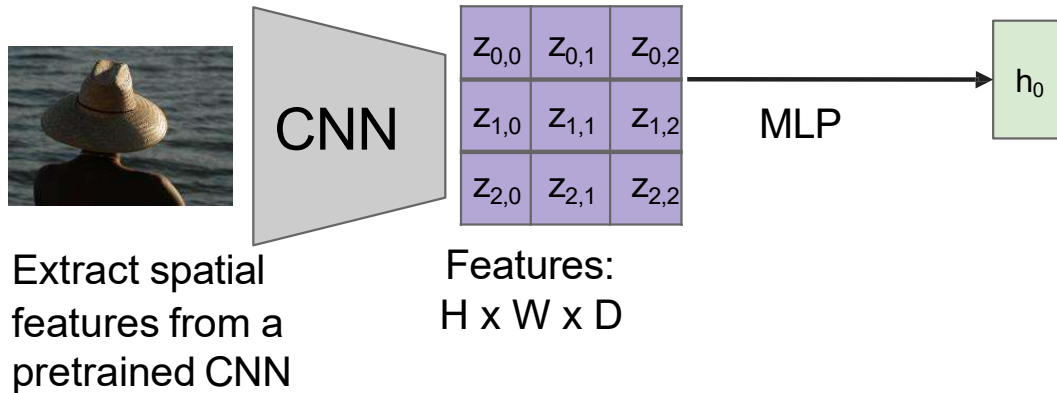 CNN
z0,0 z0,1 z0,2
z1,0 z1,1 z1,2
z2,0 z2,1 z2,2
MLP
h0
Extract spatial
features from a
pretrained CNN
Features:
H x W x D